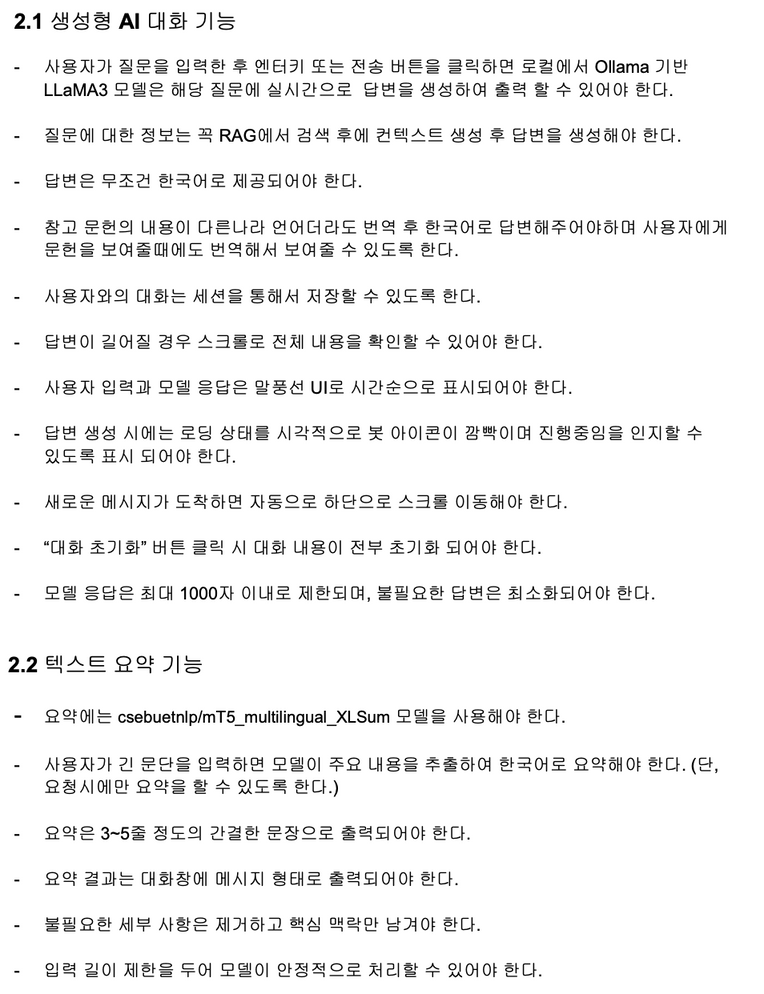 2.1 생성형 AI 대화 기능
- 사용자가 질문을 입력한 후 엔터키 또는 전송 버튼을 클릭하면 로컬에서 Ollama 기반
LLaMA3 모델은 해당 질문에 실시간으로 답변을 생성하여 출력 할 수 있어야 한다.
- 질문에 대한 정보는 꼭 RAG에서 검색 후에 컨텍스트 생성 후 답변을 생성해야 한다.
- 답변은 무조건 한국어로 제공되어야 한다.
- 참고 문헌의 내용이 다른나라 언어더라도 번역 후 한국어로 답변해주어야하며 사용자에게
문헌을 보여줄때에도 번역해서 보여줄 수 있도록 한다.
- 사용자와의 대화는 세션을 통해서 저장할 수 있도록 한다.
- 답변이 길어질 경우 스크롤로 전체 내용을 확인할 수 있어야 한다.
- 사용자 입력과 모델 응답은 말풍선 UI로 시간순으로 표시되어야 한다.
- 답변 생성 시에는 로딩 상태를 시각적으로 봇 아이콘이 깜빡이며 진행중임을 인지할 수
있도록 표시 되어야 한다.
- 새로운 메시지가 도착하면 자동으로 하단으로 스크롤 이동해야 한다.
- “대화 초기화” 버튼 클릭 시 대화 내용이 전부 초기화 되어야 한다.
- 모델 응답은 최대 1000자 이내로 제한되며, 불필요한 답변은 최소화되어야 한다.
2.2 텍스트 요약 기능
- 요약에는 csebuetnlp/mT5_multilingual_XLSum 모델을 사용해야 한다.
- 사용자가 긴 문단을 입력하면 모델이 주요 내용을 추출하여 한국어로 요약해야 한다. (단,
요청시에만 요약을 할 수 있도록 한다.)
- 요약은 3~5줄 정도의 간결한 문장으로 출력되어야 한다.
- 요약 결과는 대화창에 메시지 형태로 출력되어야 한다.
- 불필요한 세부 사항은 제거하고 핵심 맥락만 남겨야 한다.
- 입력 길이 제한을 두어 모델이 안정적으로 처리할 수 있어야 한다.